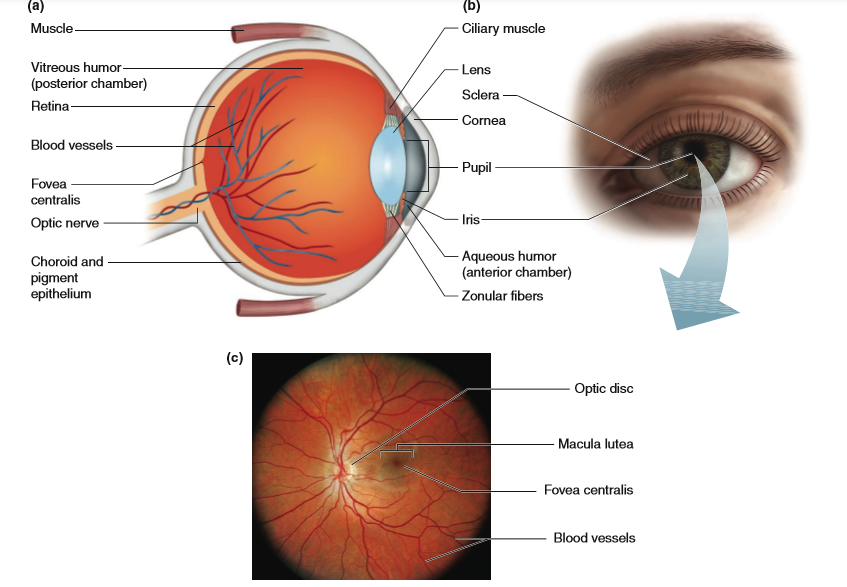 (a)
Muscle
Vitreous humor
(posterior chamber)
Retina
Blood vessels
Fovea
centralis
Optic nerve
Choroid and
pigment
epithelium
(b)
Ciliary muscle
Lens
Sclera
Cornea
Pupil
Iris
Aqueous humor
(anterior chamber)
Zonular fibers
(c)
Optic disc
Macula lutea
Fovea centralis
Blood vessels